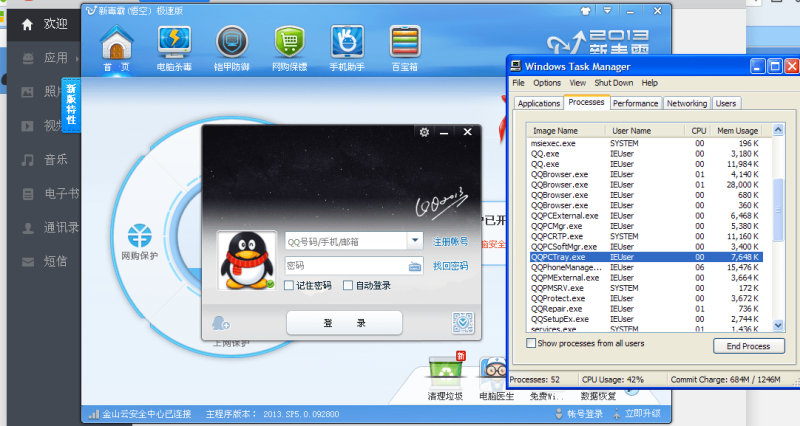 欢迎
应用
照片
视频
音乐
电子书
通讯录
短信
新版特性
新毒霸(悟空) 极速版
首 页
电脑杀毒
铠甲防御
网购保镖
手机助手
百宝箱
2013
新毒霸
网购保护
上网保护
QQ2013
QQ号码/手机/邮箱
注册帐号
密码
找回密码
记住密码
自动登录
登 录
新
清理垃圾
电脑医生
免费Wi...
数据恢复
金山云安全中心已连接
主程序版本： 2013.SP5.0.092800
帐号登录
立即升级
Windows Task Manager
File Options View Shut Down Help
Applications Processes Performance Networking Users
Image Name User Name CPU Mem Usage
msiexec.exe SYSTEM 00 196 K
QQ.exe IEUser 00 3,180 K
QQ.exe IEUser 00 11,984 K
QQBrowser.exe IEUser 01 4,140 K
QQBrowser.exe IEUser 01 28,000 K
QQBrowser.exe IEUser 00 680 K
QQBrowser.exe IEUser 00 360 K
QQPCExternal.exe IEUser 00 6,468 K
QQPCMgr.exe IEUser 00 5,380 K
QQPCRTP.exe SYSTEM 00 11,160 K
QQPCSoftMgr.exe IEUser 00 3,400 K
QQPCTray.exe IEUser 00 7,648 K
QQPhoneManage... IEUser 06 15,476 K
QQPMExternal.exe IEUser 00 3,664 K
QQPMSRV.exe SYSTEM 00 172 K
QQProtect.exe IEUser 00 3,672 K
QQRepair.exe IEUser 01 736 K
QQSetupEx.exe IEUser 00 2,744 K
services.exe SYSTEM 01 1,436 K
Show processes from all users
End Process
Processes: 52 CPU Usage: 42% Commit Charge: 684M / 1246M